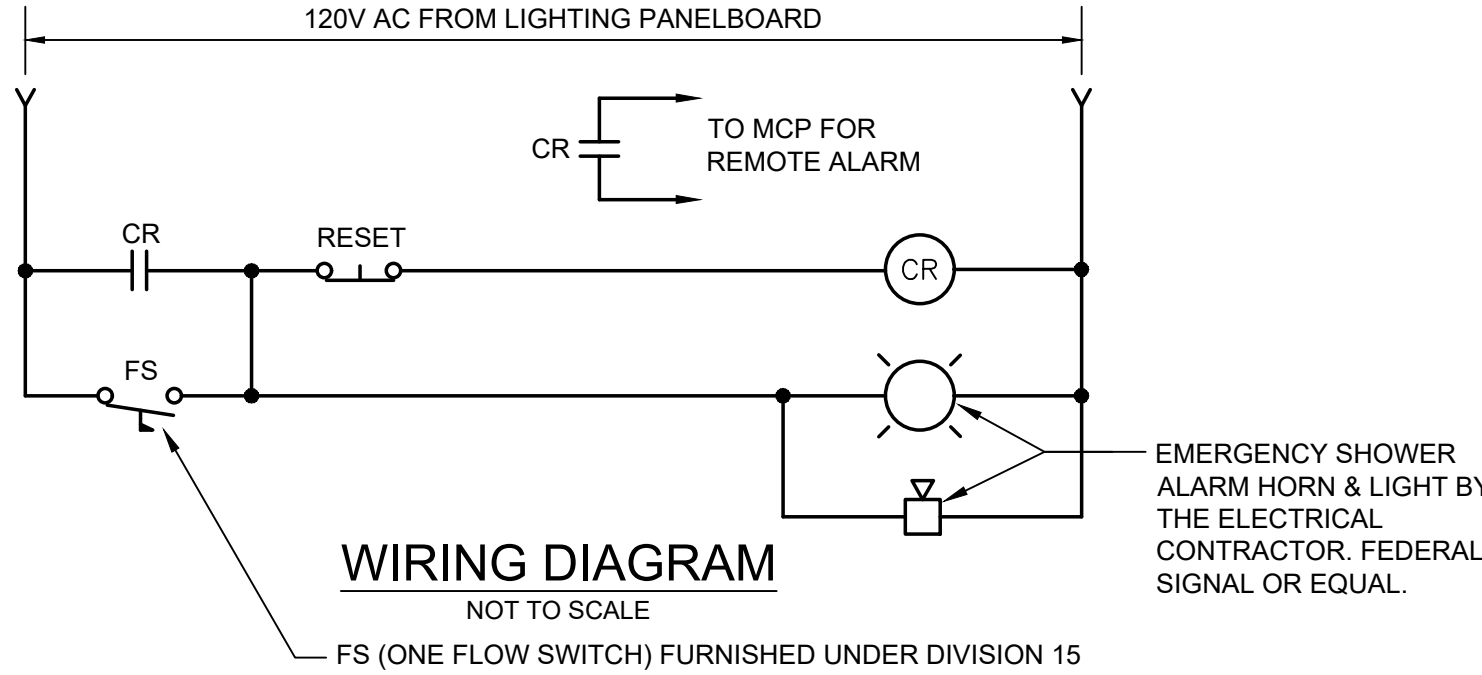 120V AC FROM LIGHTING PANELBOARD
TO MCP FOR
CR
REMOTE ALARM
CR
RESET
CR
FS
EMERGENCY SHOWER
ALARM HORN & LIGHT BY
THE ELECTRICAL
CONTRACTOR. FEDERAL
SIGNAL OR EQUAL.
WIRING DIAGRAM
NOT TO SCALE
FS (ONE FLOW SWITCH) FURNISHED UNDER DIVISION 15